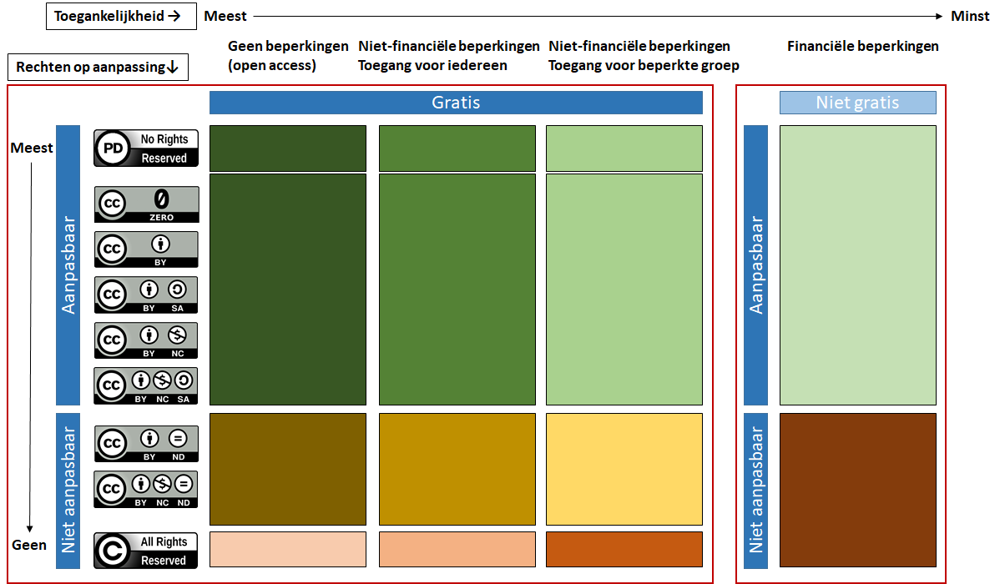 Toegankelijkheid → Meest Minst
Geen beperkingen
(open access)
Niet-financiële beperkingen
Toegang voor iedereen
Niet-financiële beperkingen
Toegang voor beperkte groep
Financiële beperkingen
Rechten op aanpassing↓
Gratis
Niet gratis
Meest
Geen
Aanpasbaar
Niet aanpasbaar
PD No Rights
Reserved
cc 0
ZERO
cc
BY
cc
BY SA
cc
BY NC
cc
BY NC SA
cc
BY ND
cc
BY NC ND
C All Rights
Reserved
Aanpasbaar
Niet aanpasbaar